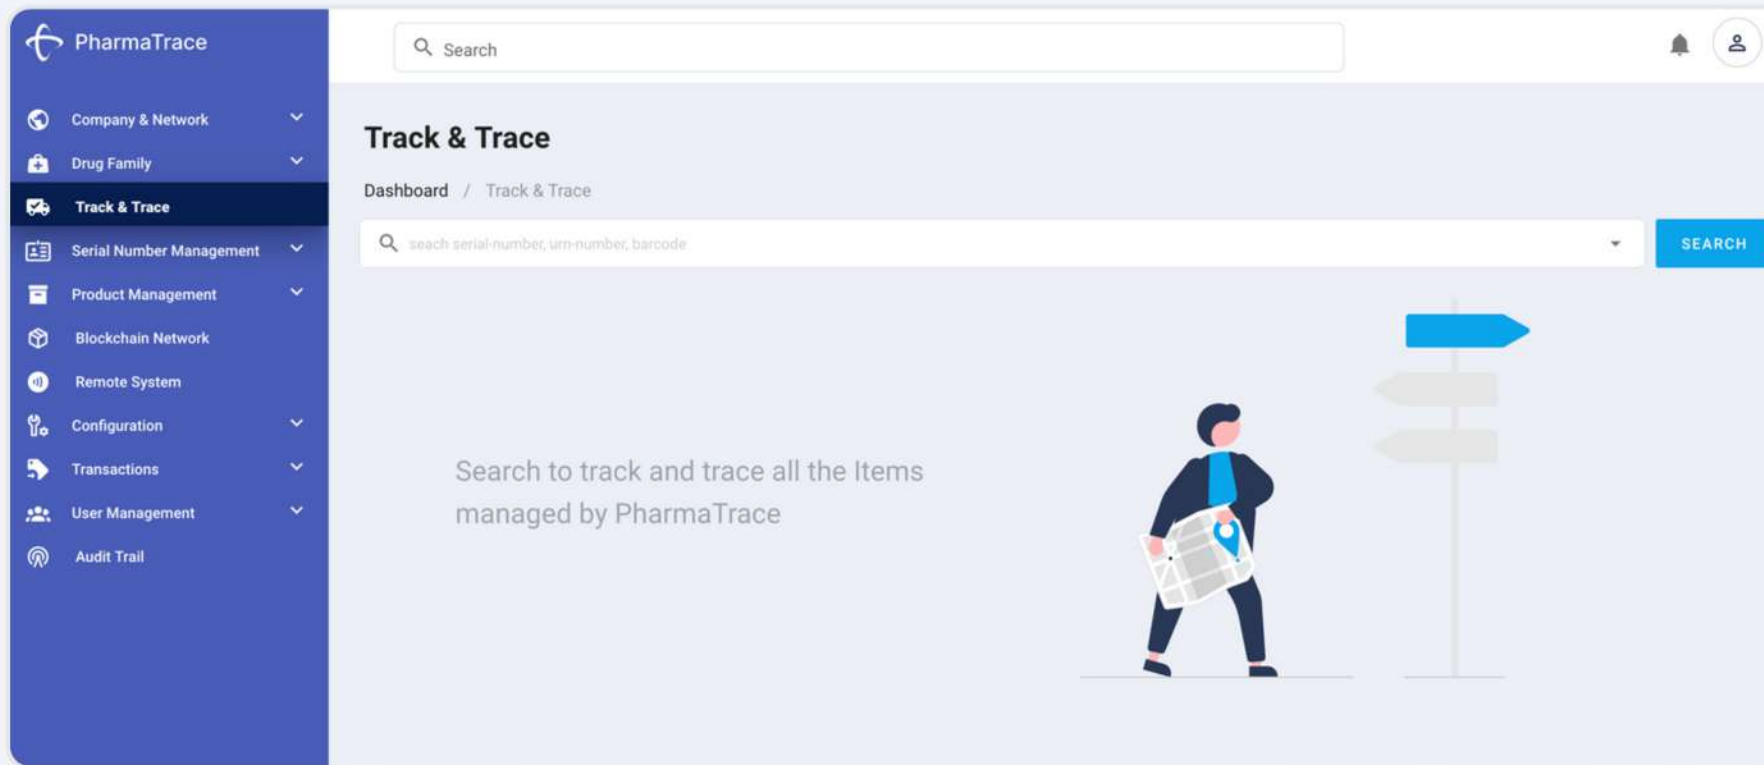 PharmaTrace
Search
Company & Network
Drug Family
Track & Trace
Serial Number Management
Product Management
Blockchain Network
Remote System
Configuration
Transactions
User Management
Audit Trail
Track & Trace
Dashboard / Track & Trace
seach serial-number, urn-number, barcode
SEARCH
Search to track and trace all the Items
managed by PharmaTrace